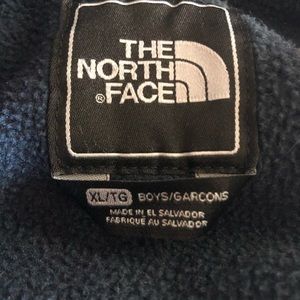 THE
NORTH
®FACE
XL/TG BOYS/GARCONS
MADE IN EL SALVADOR
FABRIQUE AU SALVADOR